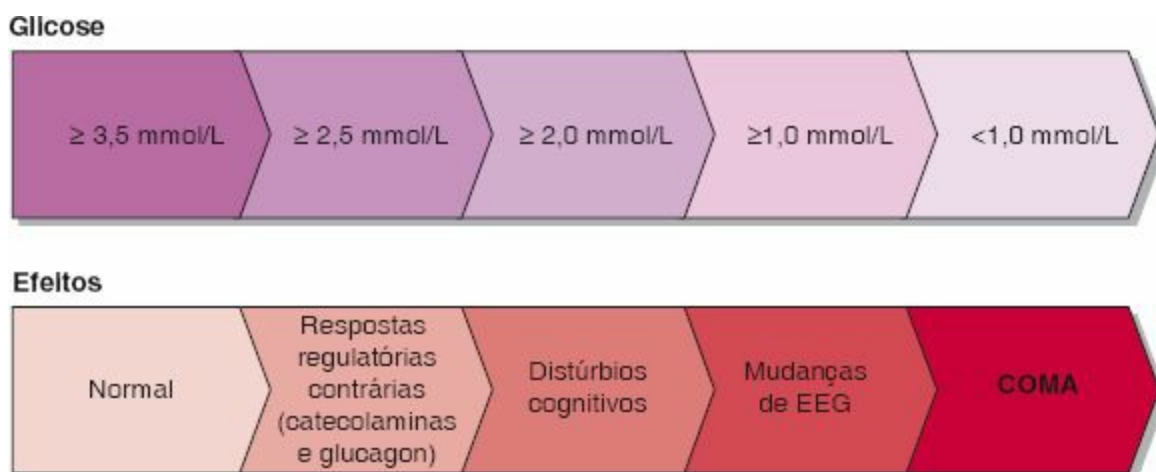 Glicose
≥ 3,5 mmol/L
≥ 2,5 mmol/L
≥ 2,0 mmol/L
≥1,0 mmol/L
<1,0 mmol/L
Efeitos
Normal
Respostas
regulatórias
contrárias
(catecolaminas
e glucagon)
Distúrbios
cognitivos
Mudanças
de EEG
COMA